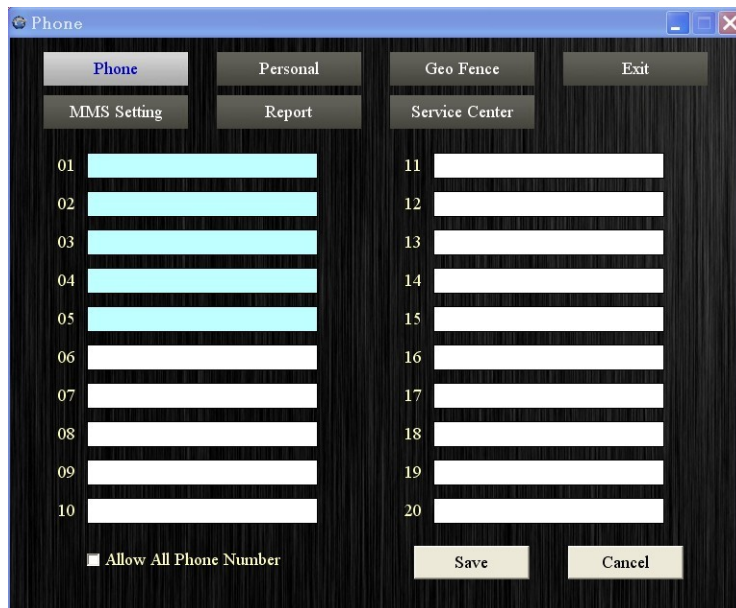 Phone
Phone Personal Geo Fence Exit
MMS Setting Report Service Center
01 11
02 12
03 13
04 14
05 15
06 16
07 17
08 18
09 19
10 20
Allow All Phone Number Save Cancel